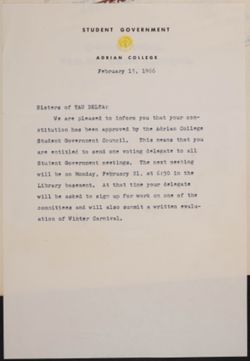 STUDENT GOVERNMENT
ADRIAN COLLEGE
February 15, 1966
Sisters of TAU DELTA:
We are pleased to inform you that your con-
stitution has been approved by the Adrian College
Student Government Council. This means that you
are entitled to send one voting delegate to all
Student Government meetings. The next meeting
will be on Monday, February 21, at 6:30 in the
Library basement. At that time your delegate
will be asked to sign up for work on one of the
committees and will also submit a written evalu-
ation of Winter Carnival.